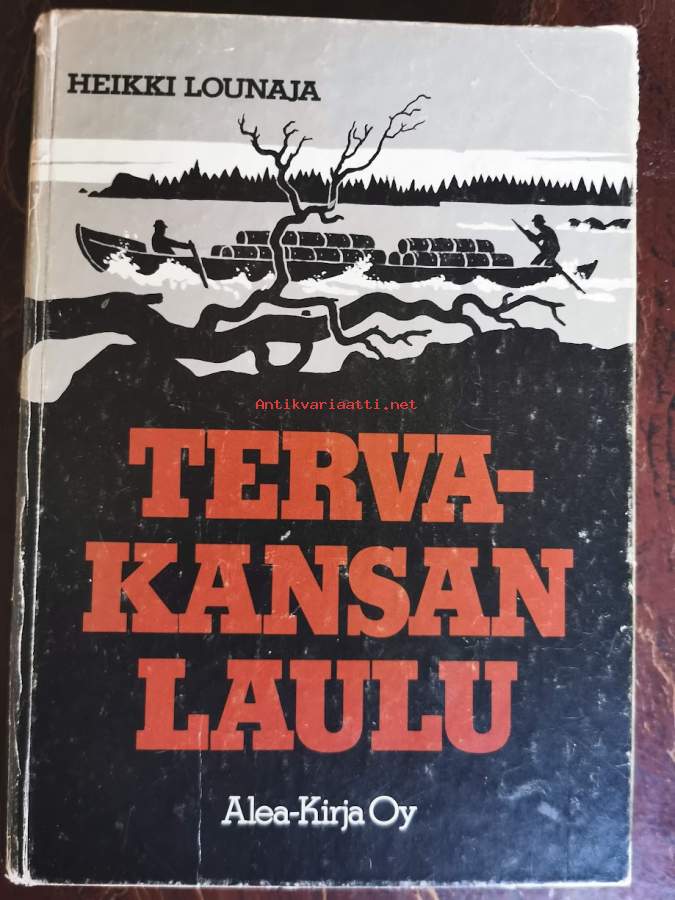 HEIKKI LOUNAJA
Antikvariaatti.net
TERVA-
KANSAN
LAULU
Alea-Kirja Oy